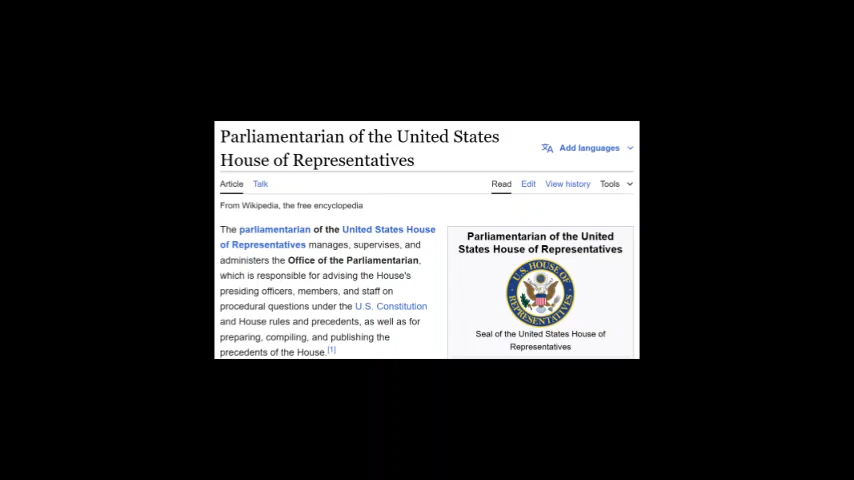 Parliamentarian of the United States
House of Representatives
Add languages
Article Talk
Read Edit View history Tools
From Wikipedia, the free encyclopedia
The parliamentarian of the United States House
of Representatives manages, supervises, and
administers the Office of the Parliamentarian,
which is responsible for advising the House's
presiding officers, members, and staff on
procedural questions under the U.S. Constitution
and House rules and precedents, as well as for
preparing, compiling, and publishing the
precedents of the House.[1]
Parliamentarian of the United
States House of Representatives
U.S. HOUSE OF
REPRESENTATIVES
Seal of the United States House of
Representatives